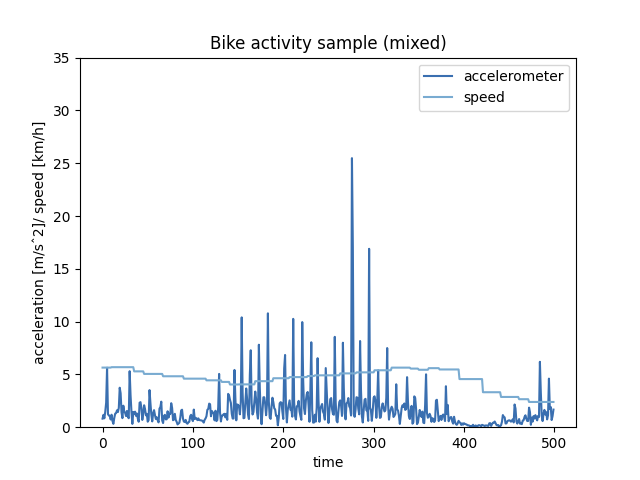 Bike activity sample (mixed)
accelerometer
speed
35
30
25
20
15
10
5
0
acceleration [m/sˆ2]/ speed [km/h]
0
100
200
300
400
500
time